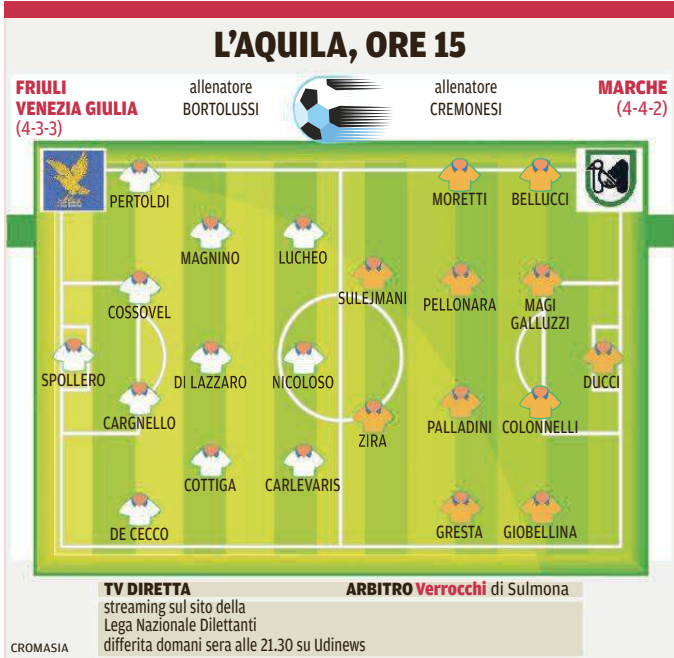 L'AQUILA, ORE 15
FRIULI
VENEZIA GIULIA
(4-3-3)
allenatore
BORTOLUSSI
allenatore
CREMONESI
MARCHE
(4-4-2)
PERTOLDI
MORETTI
BELLUCCI
MAGNINO
LUCHEO
SULEJMANI
PELLONARA
MAGI
GALLUZZI
COSSOVEL
SPOLLERO
DI LAZZARO
NICOLOSO
DUCCI
CARGNELLO
ZIRA
PALLADINI
COLONNELLI
COTTIGA
CARLEVARIS
DE CECCO
GRESTA
GIOBELLINA
TV DIRETTA
streaming sul sito della
Lega Nazionale Dilettanti
differita domani sera alle 21.30 su Udinews
ARBITRO Verrocchi di Sulmona
CROMASIA